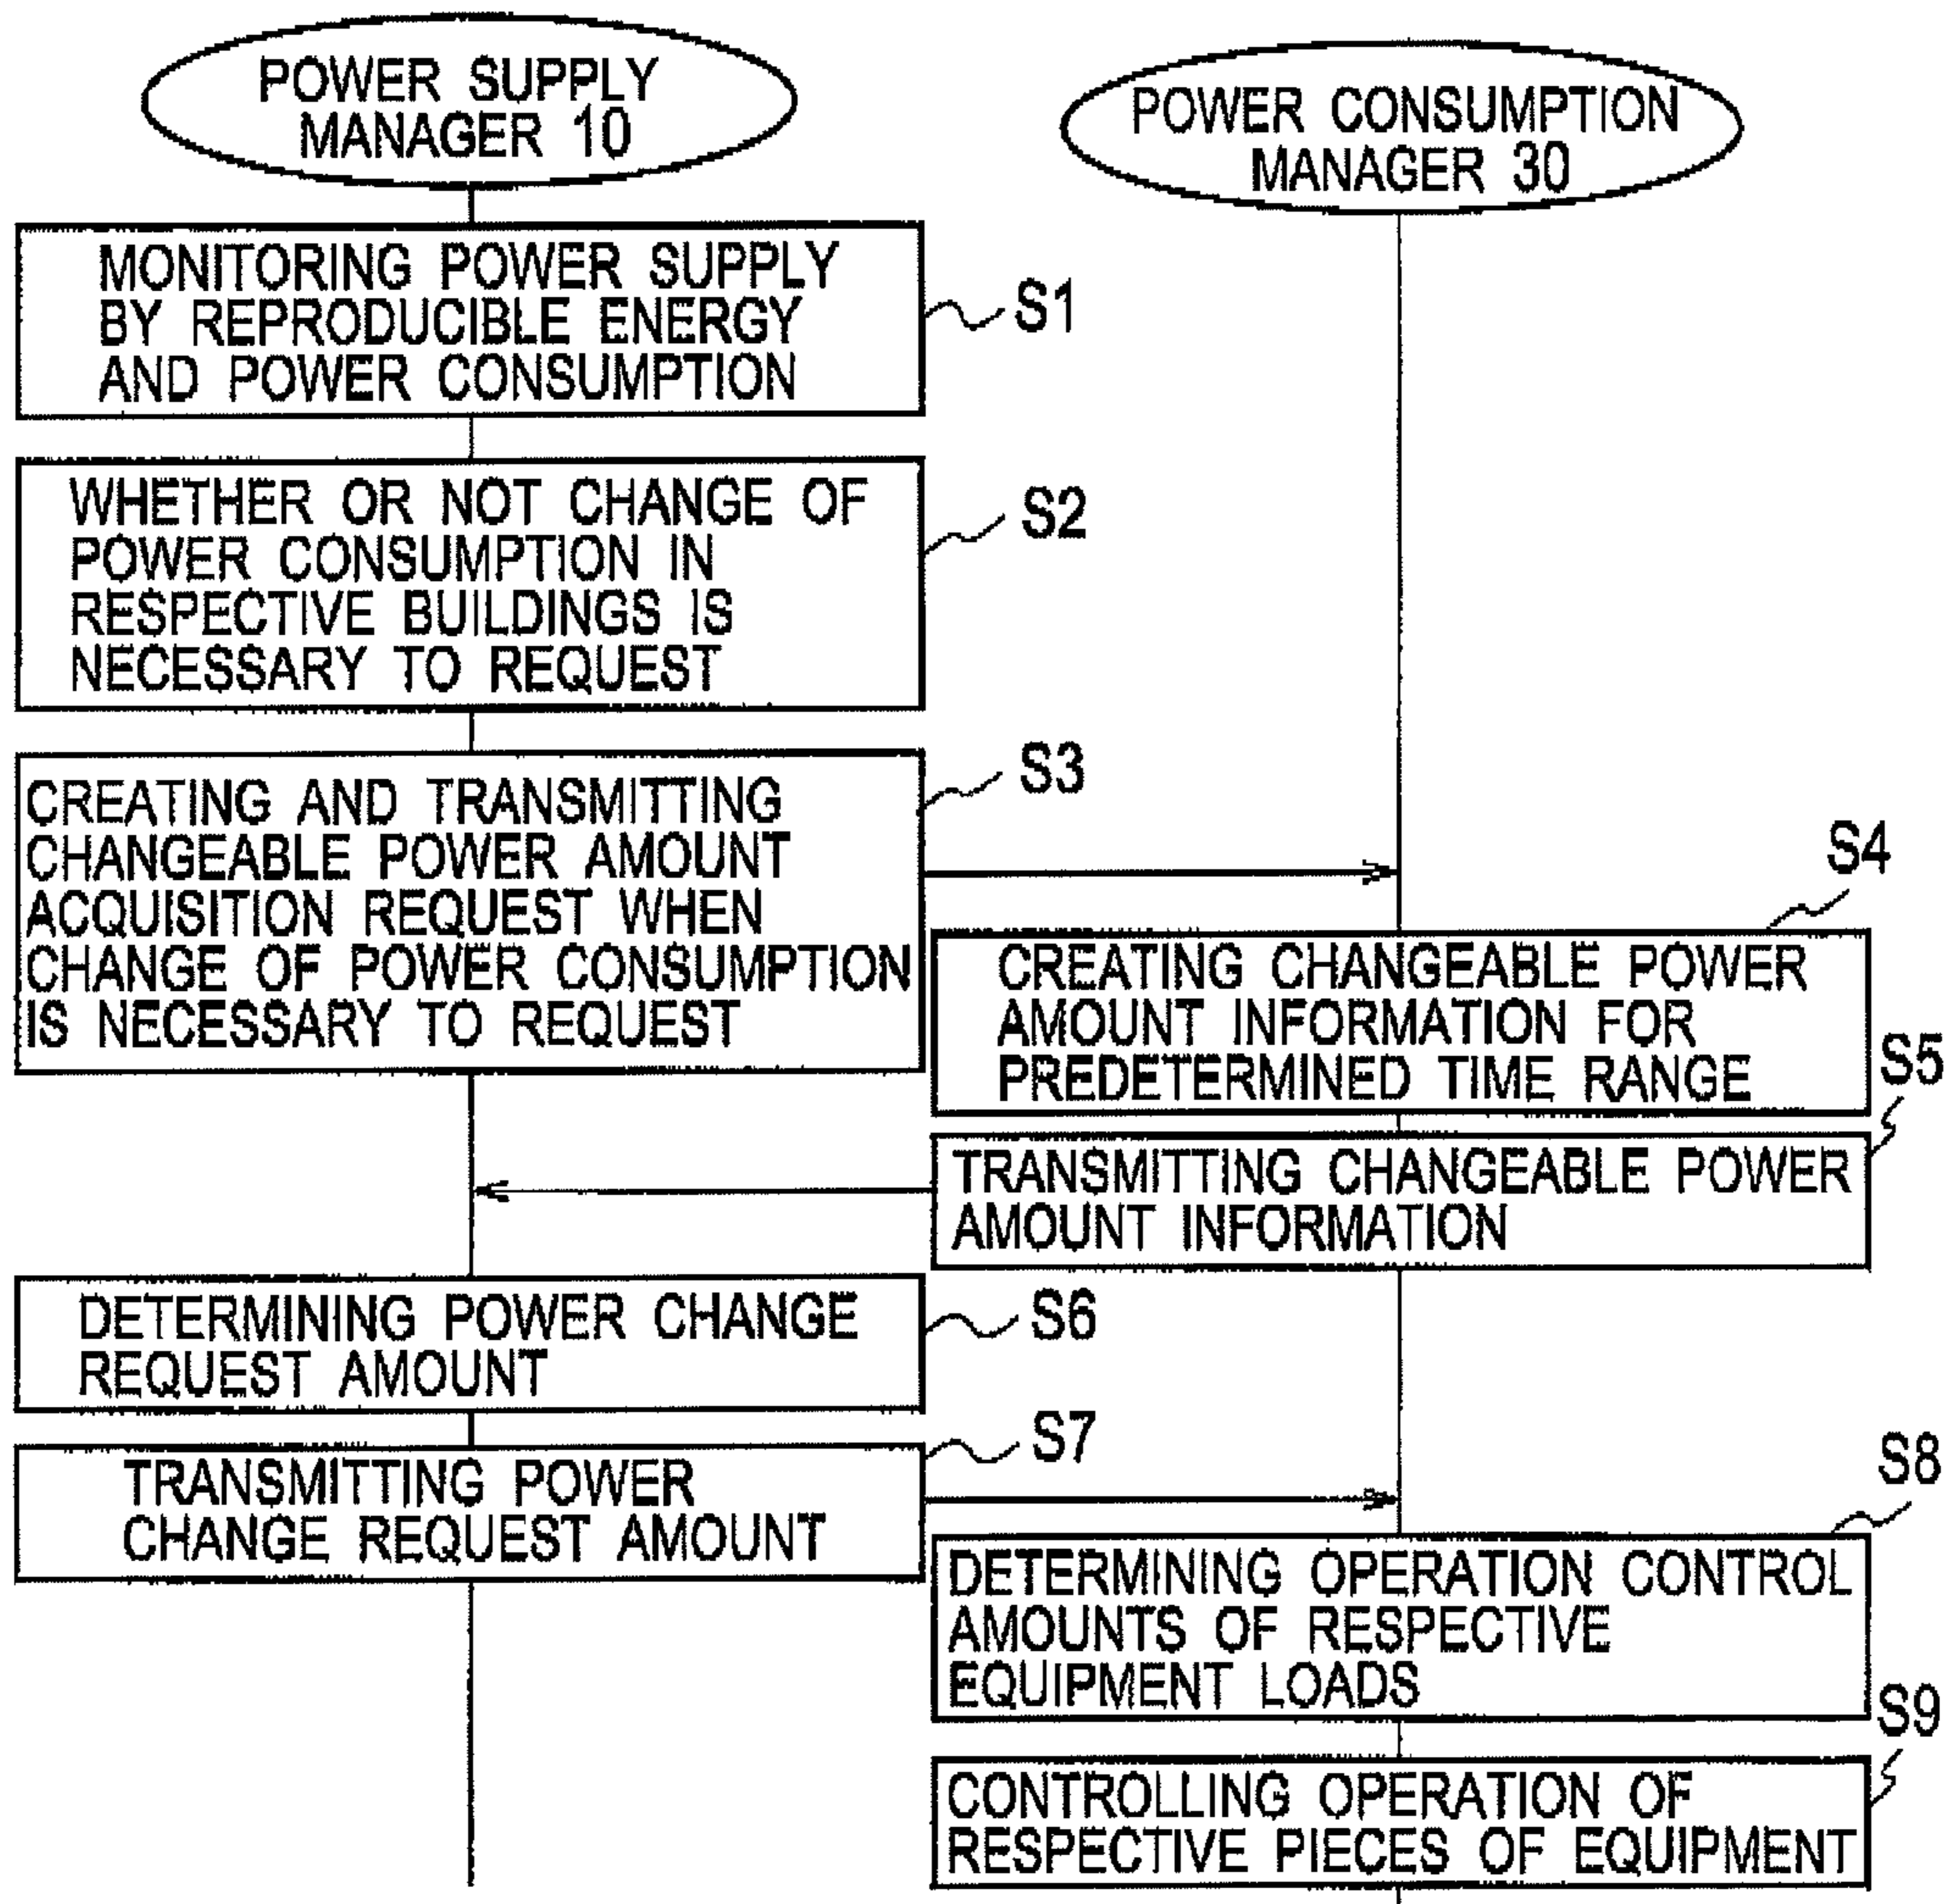 POWER SUPPLY
MANAGER 10
POWER CONSUMPTION
MANAGER 30
MONITORING POWER SUPPLY
BY REPRODUCIBLE ENERGY
AND POWER CONSUMPTION
S1
WHETHER OR NOT CHANGE OF
POWER CONSUMPTION IN
RESPECTIVE BUILDINGS IS
NECESSARY TO REQUEST
S2
CREATING AND TRANSMITTING
CHANGEABLE POWER AMOUNT
ACQUISITION REQUEST WHEN
CHANGE OF POWER CONSUMPTION
IS NECESSARY TO REQUEST
S3
S4
CREATING CHANGEABLE POWER
AMOUNT INFORMATION FOR
PREDETERMINED TIME RANGE
S5
TRANSMITTING CHANGEABLE POWER
AMOUNT INFORMATION
DETERMINING POWER CHANGE
REQUEST AMOUNT
S6
TRANSMITTING POWER
CHANGE REQUEST AMOUNT
S7
S8
DETERMINING OPERATION CONTROL
AMOUNTS OF RESPECTIVE
EQUIPMENT LOADS
S9
CONTROLLING OPERATION OF
RESPECTIVE PIECES OF EQUIPMENT